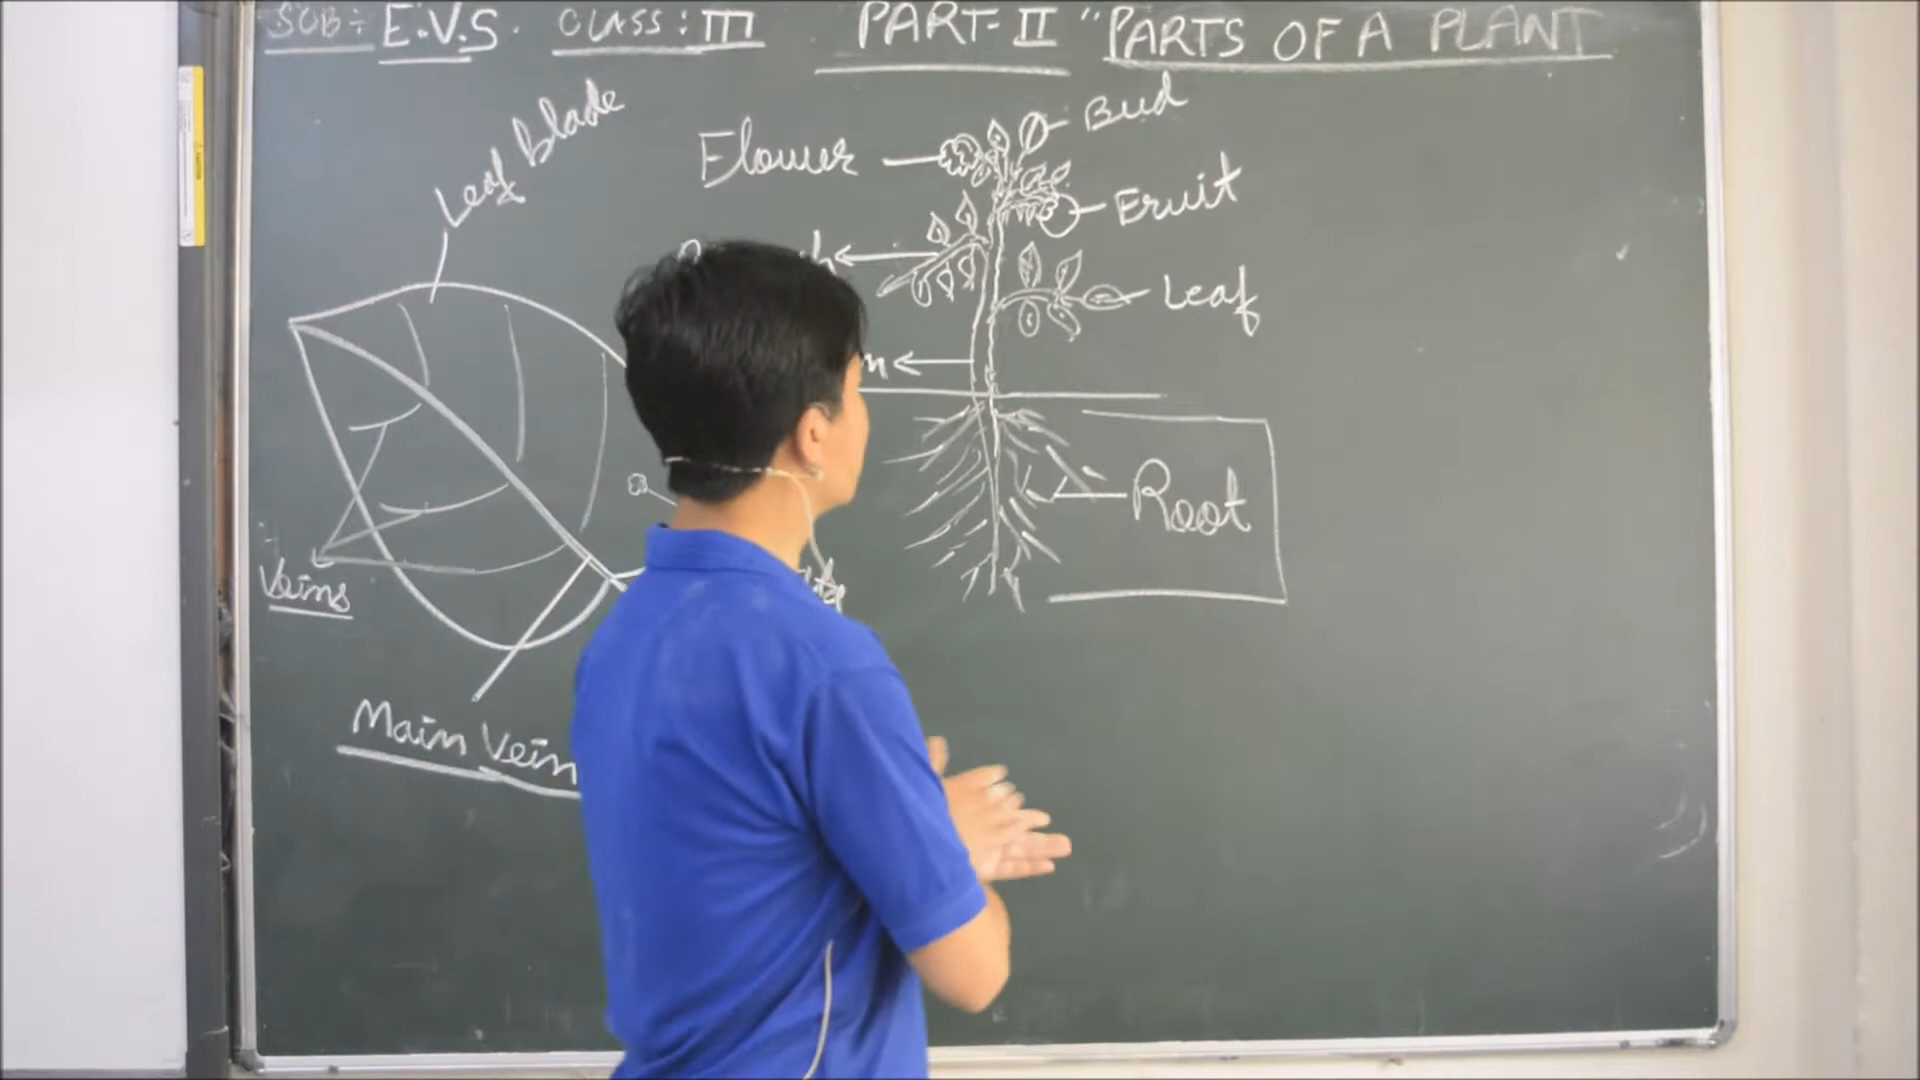 SUB:- E.V.S. CLASS: III PART-II "PARTS OF A PLANT
Leaf Blade
Flower
Bud
Fruit
Leaf
Root
Veins
Main Vein